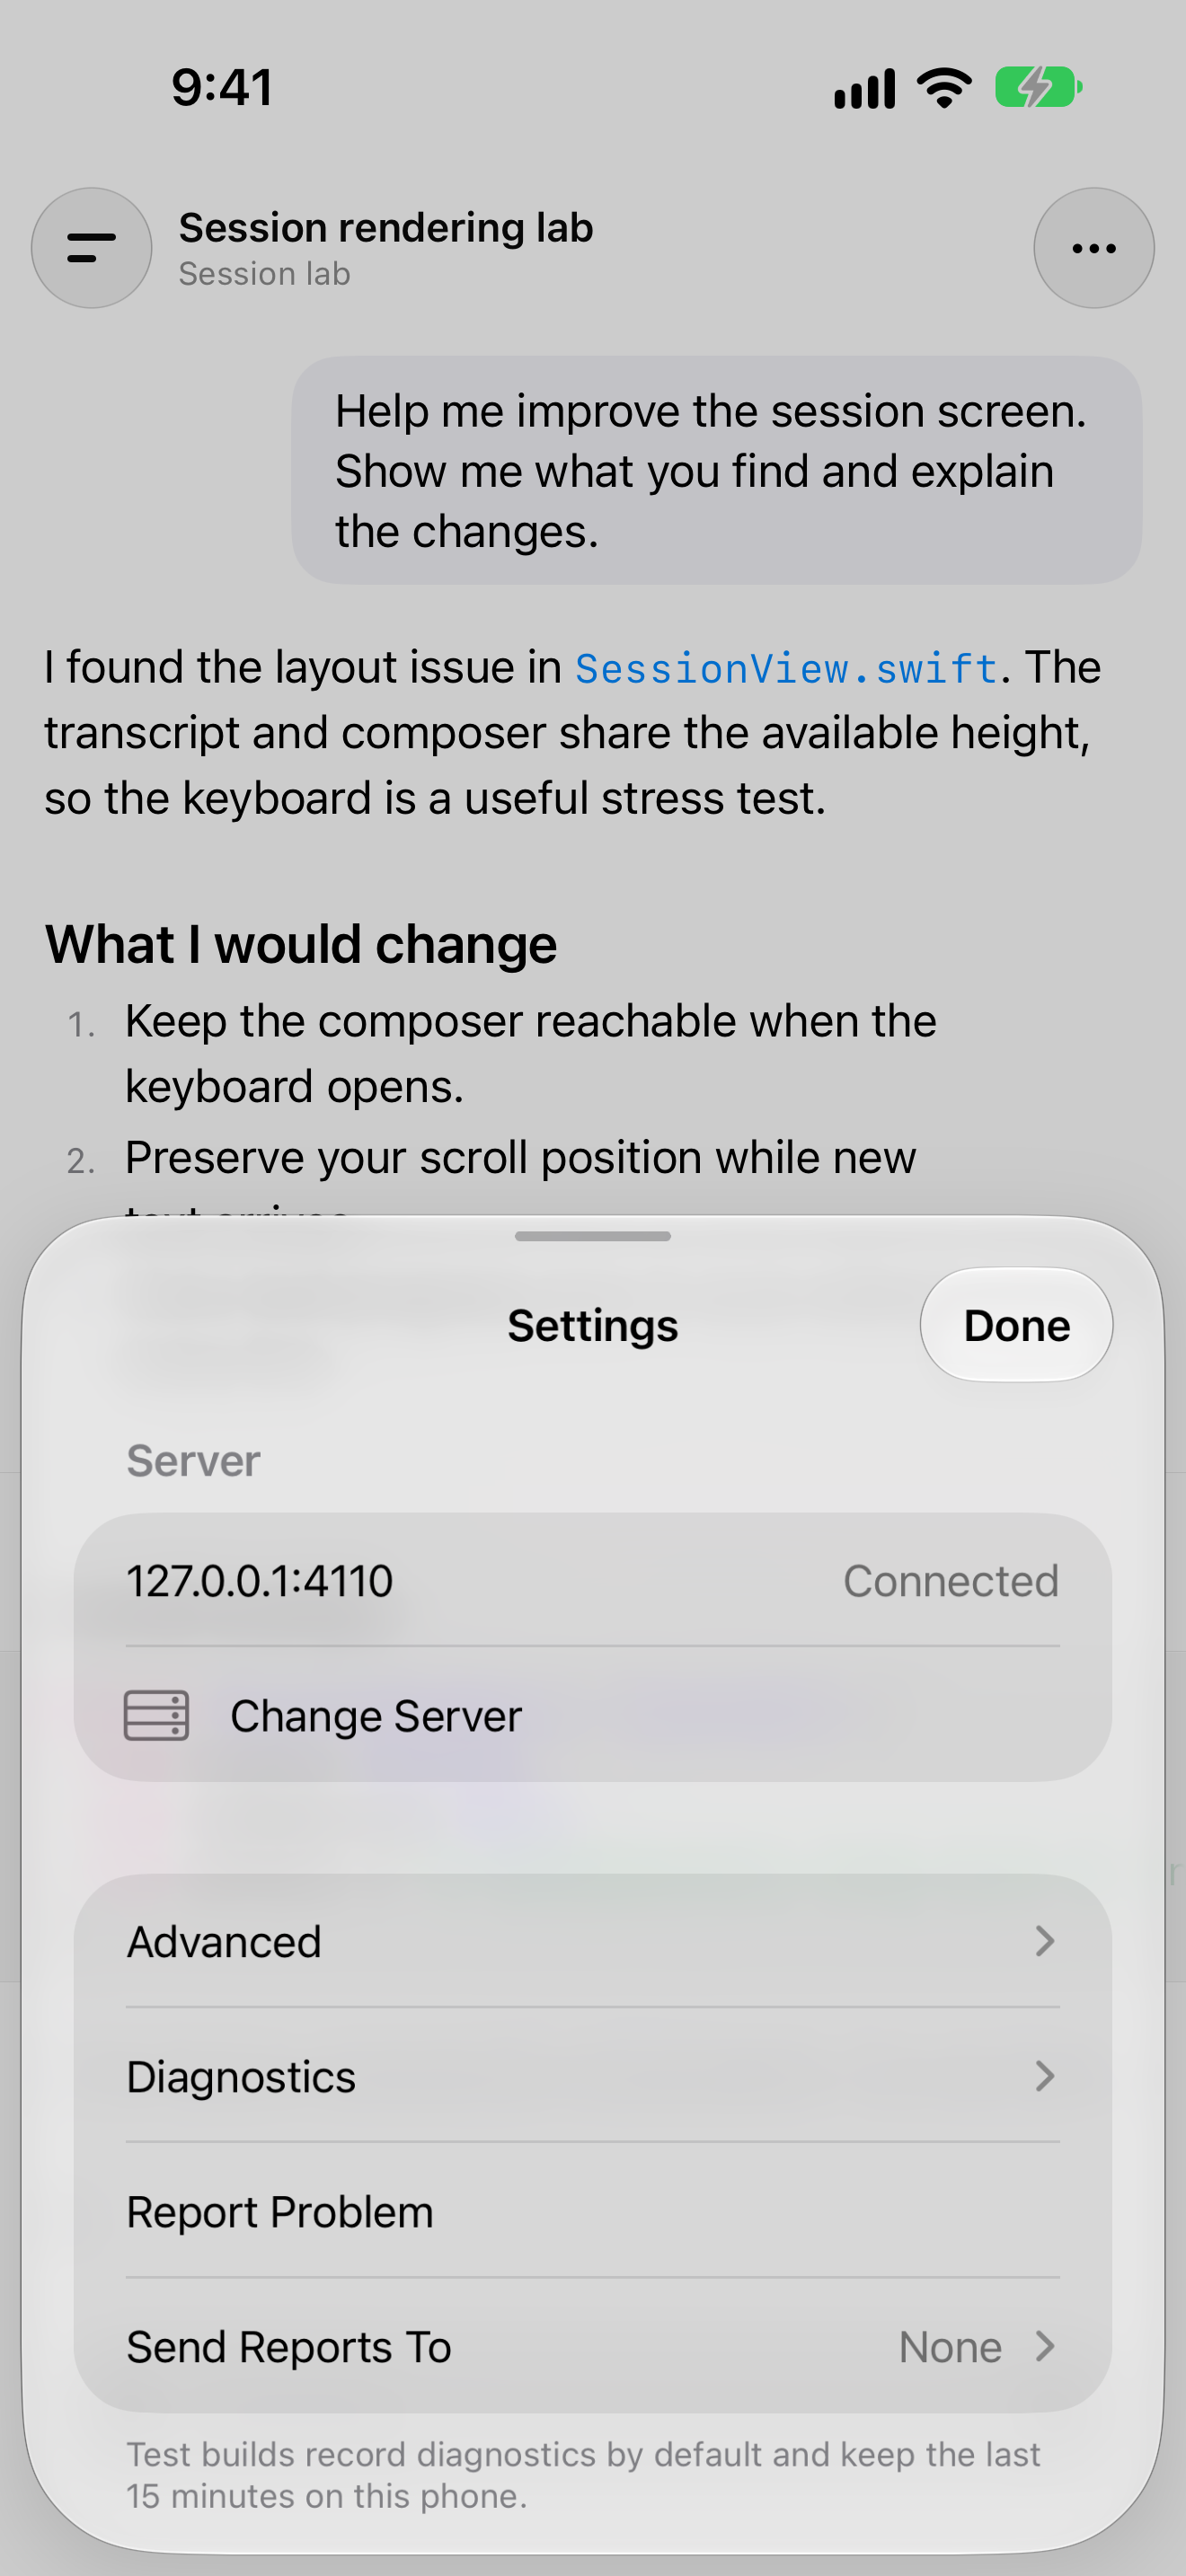 9:41
Session rendering lab
Session lab
Help me improve the session screen.
Show me what you find and explain
the changes.
I found the layout issue in SessionView.swift. The
transcript and composer share the available height,
so the keyboard is a useful stress test.
What I would change
1. Keep the composer reachable when the
keyboard opens.
2. Preserve your scroll position while new
text arrives.
Settings
Done
Server
127.0.0.1:4110 Connected
Change Server
Advanced
Diagnostics
Report Problem
Send Reports To None
Test builds record diagnostics by default and keep the last
15 minutes on this phone.